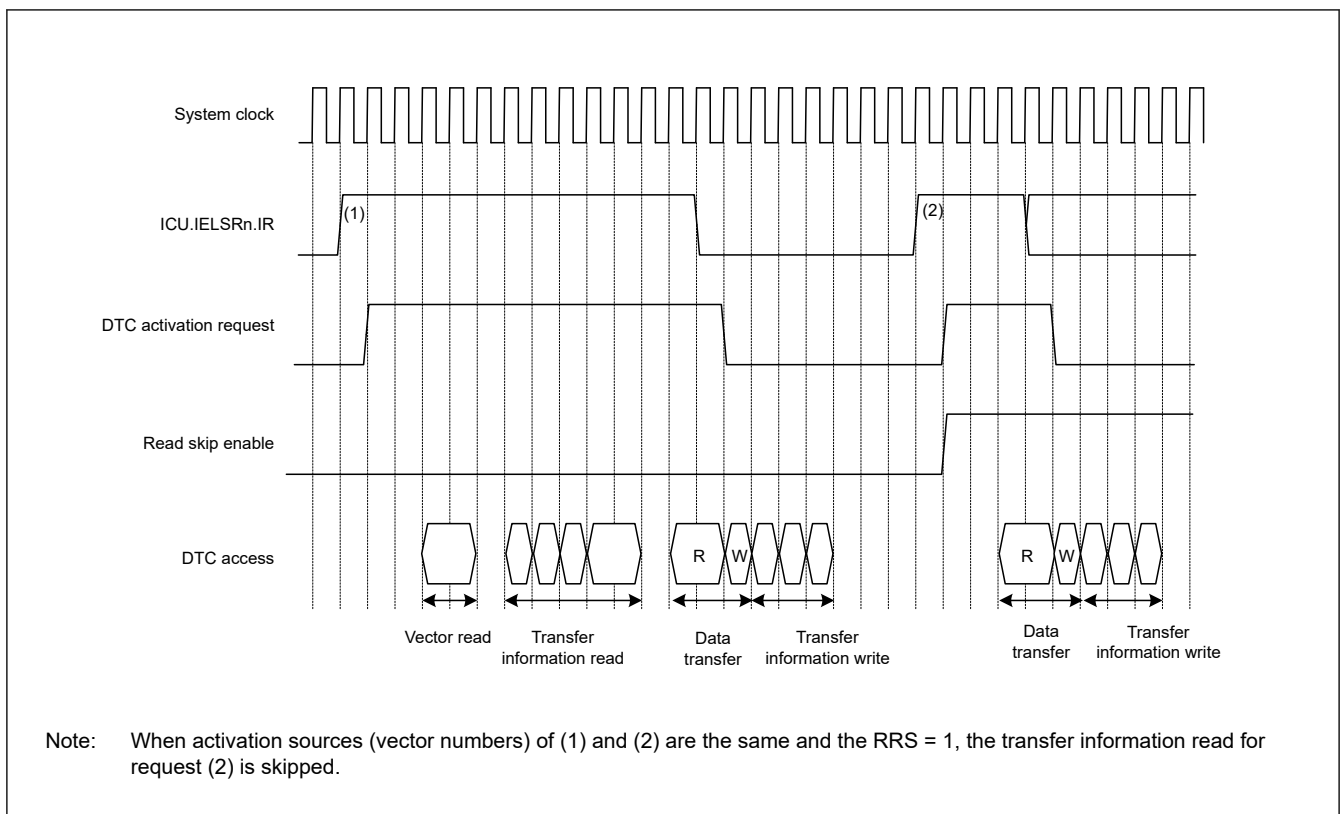 System clock
ICU.IELSRn.IR
(1)
(2)
DTC activation request
Read skip enable
DTC access
R
W
R
W
Vector read
Transfer
information read
Data
transfer
Transfer
information write
Data
transfer
Transfer
information write
Note: When activation sources (vector numbers) of (1) and (2) are the same and the RRS = 1, the transfer information read for
request (2) is skipped.